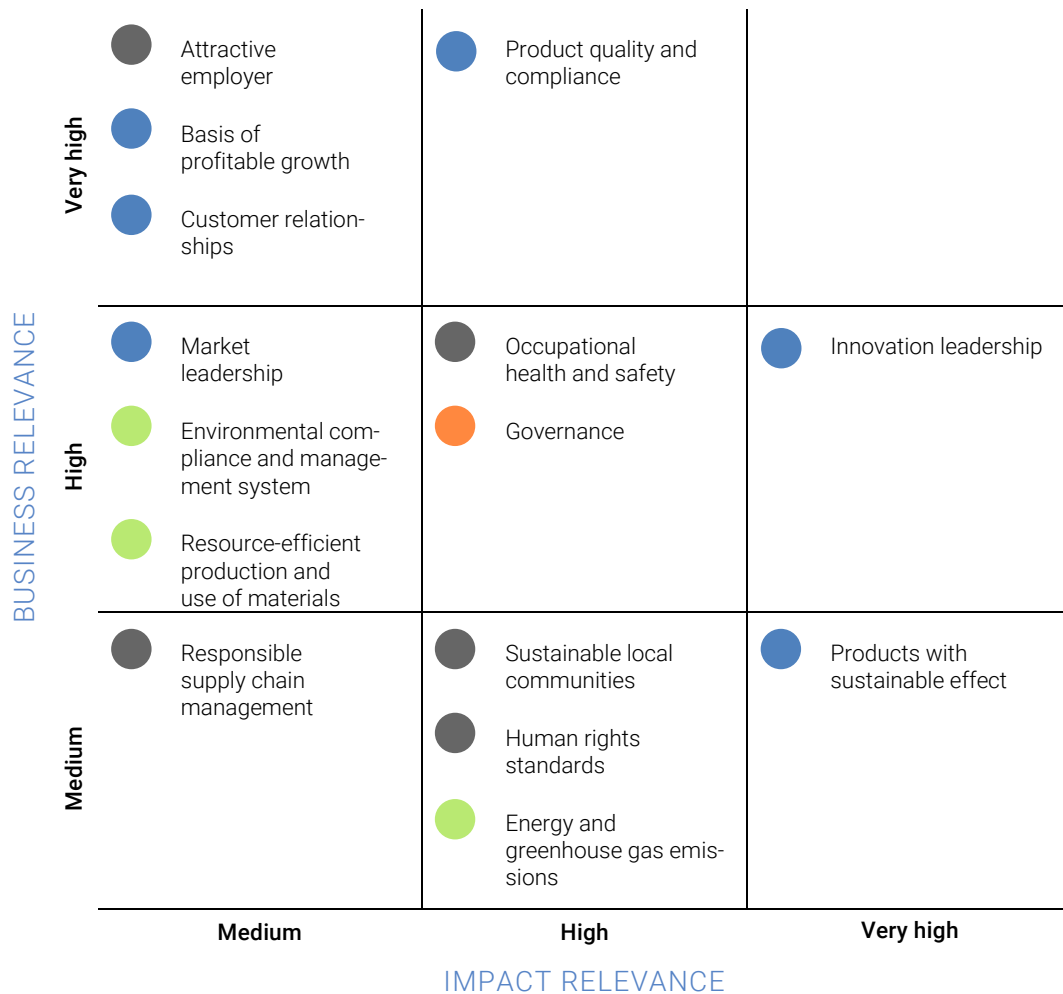 BUSINESS RELEVANCE
Very high
Attractive
employer
Basis of
profitable growth
Customer relation-
ships
Product quality and
compliance
High
Market
leadership
Environmental com-
pliance and manage-
ment system
Resource-efficient
production and
use of materials
Occupational
health and safety
Governance
Innovation leadership
Medium
Responsible
supply chain
management
Sustainable local
communities
Human rights
standards
Energy and
greenhouse gas emis-
sions
Products with
sustainable effect
Medium
High
Very high
IMPACT RELEVANCE